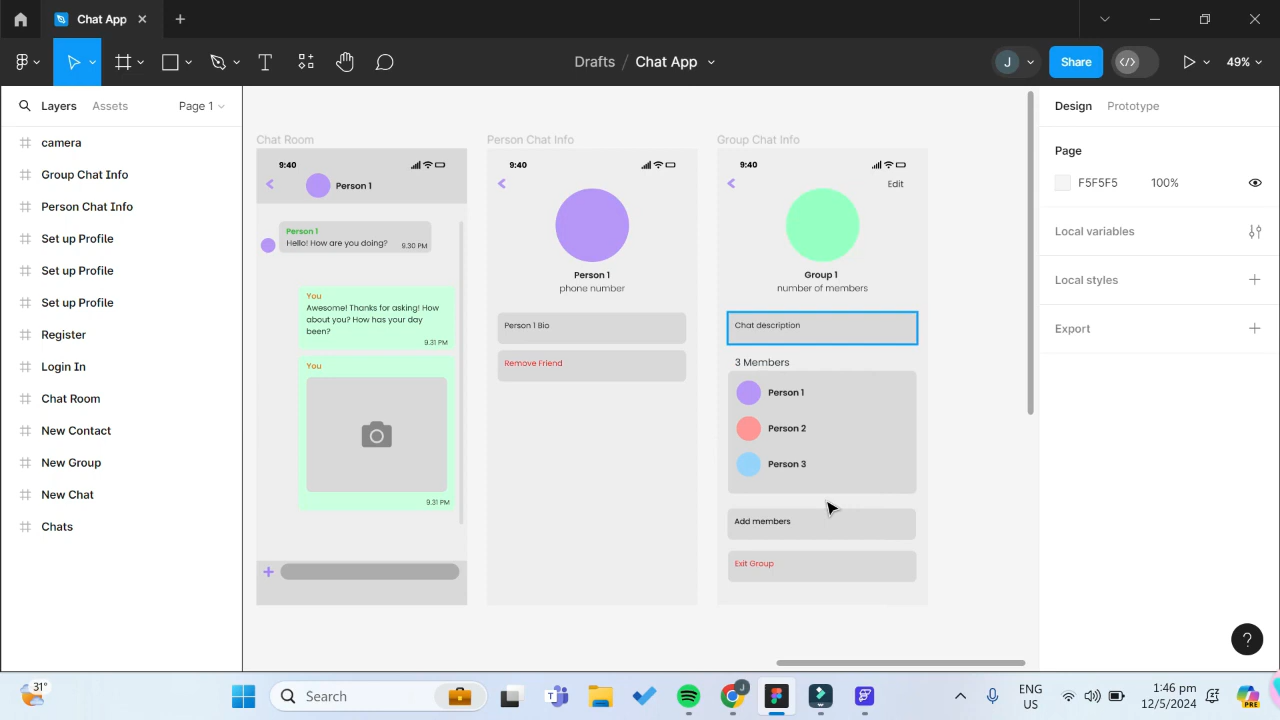 Chat App
Drafts / Chat App
J
Share
49%
Layers
Assets
Page 1
camera
Group Chat Info
Person Chat Info
Set up Profile
Set up Profile
Set up Profile
Register
Login In
Chat Room
New Contact
New Group
New Chat
Chats
Chat Room
9:40
Person 1
Person 1
Hello! How are you doing?
9.30 PM
You
Awesome! Thanks for asking! How
about you? How has your day
been?
9.31 PM
You
9.31 PM
Person Chat Info
9:40
Person 1
phone number
Person 1 Bio
Remove Friend
Group Chat Info
9:40
Edit
Group 1
number of members
Chat description
3 Members
Person 1
Person 2
Person 3
Add members
Exit Group
Design
Prototype
Page
F5F5F5
100%
Local variables
Local styles
Export
?
31°
Search
J
ENG
US
1:46 pm
12/5/2024
PRE